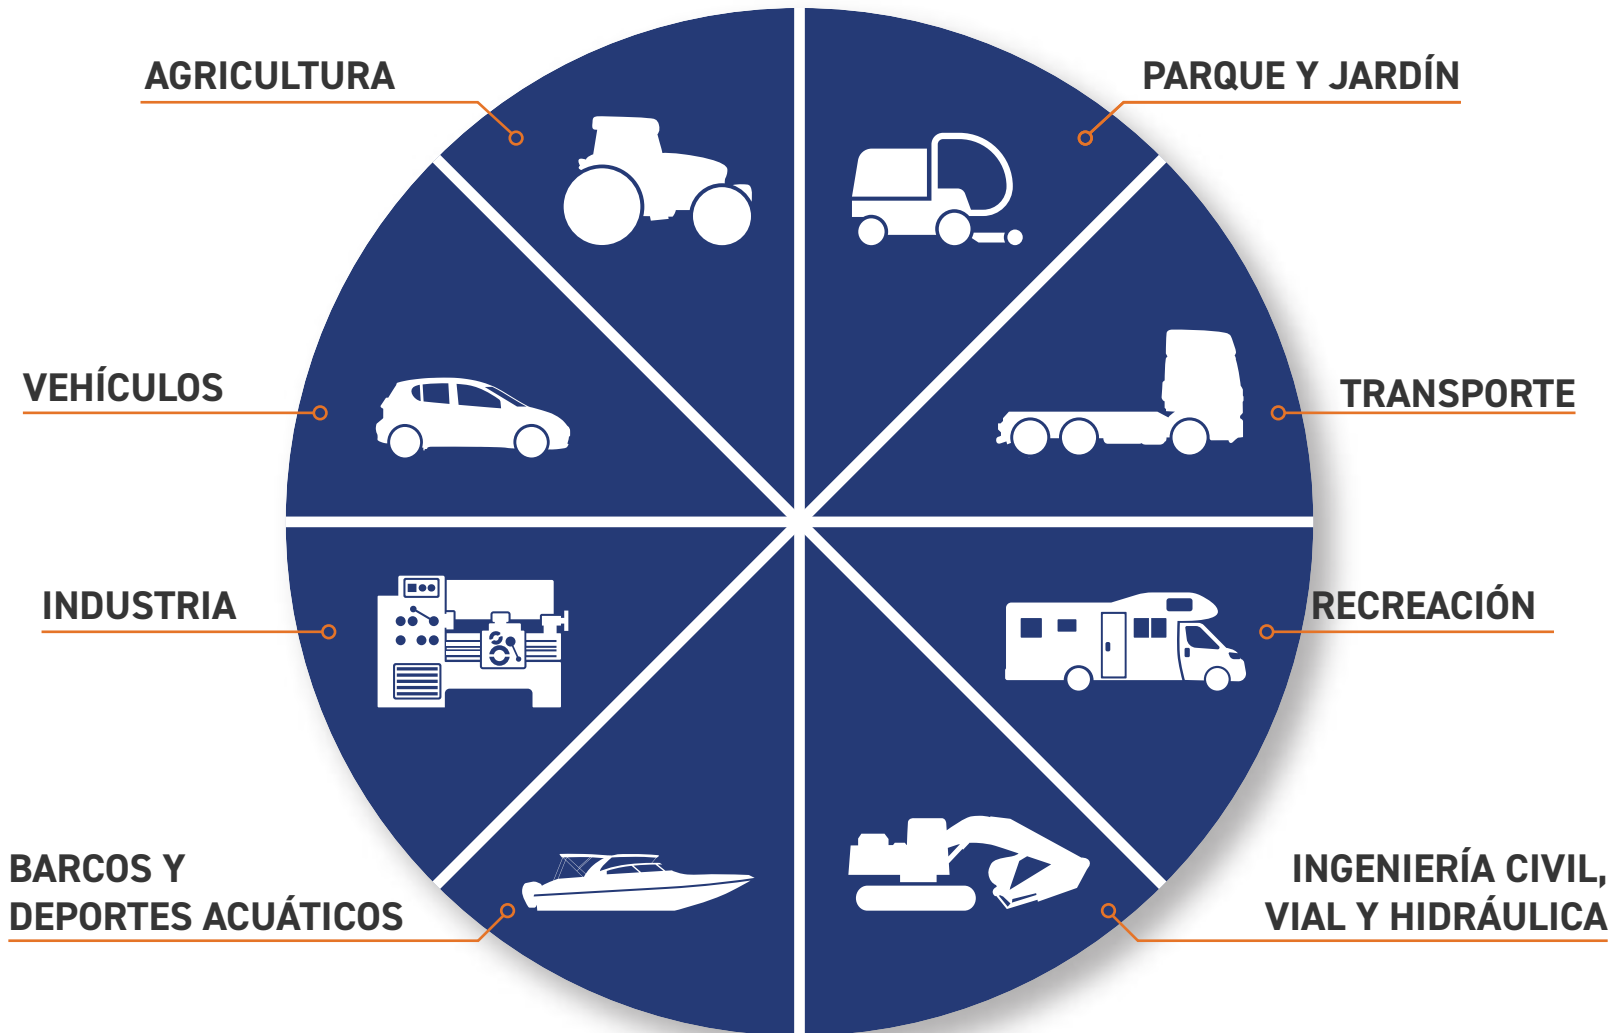 AGRICULTURA
PARQUE Y JARDÍN
VEHÍCULOS
TRANSPORTE
INDUSTRIA
RECREACIÓN
BARCOS Y
DEPORTES ACUÁTICOS
INGENIERÍA CIVIL,
VIAL Y HIDRÁULICA